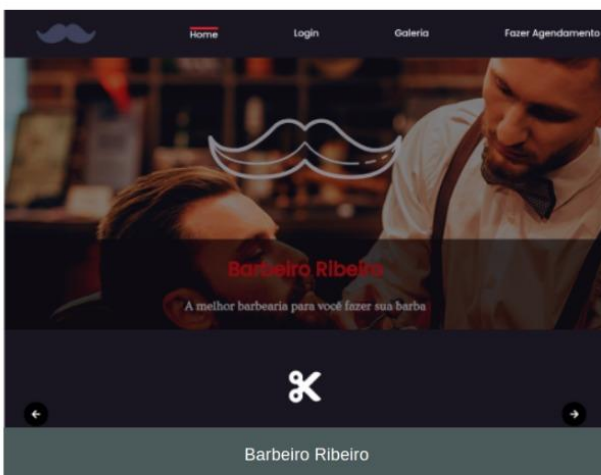 Home Login Galeria Fazer Agendamento
Barbeiro Ribeiro
A melhor barbearia para você fazer sua barba
Barbeiro Ribeiro